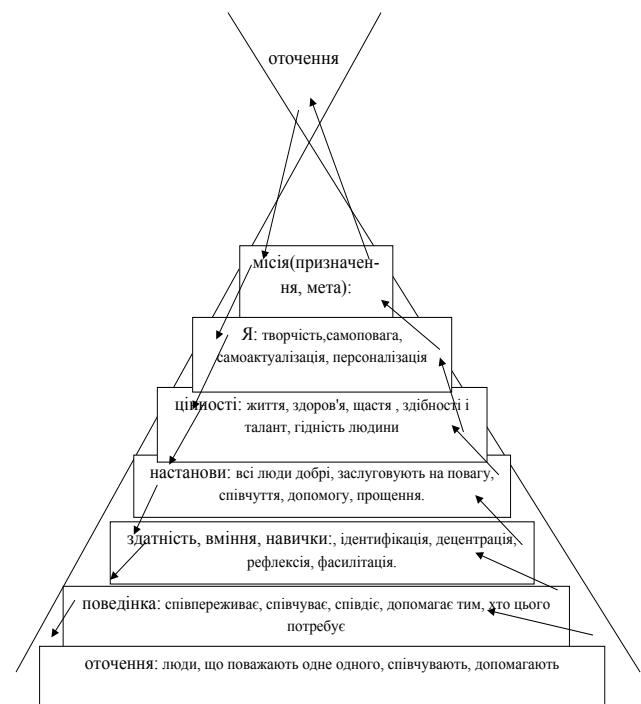 оточення
місія(призначен-
ня, мета):
Я: творчість,самоповага,
самоактуалізація, персоналізація
цінності: життя, здоров'я, щастя , здібності і
талант, гідність людини
настанови: всі люди добрі, заслуговують на повагу,
співчуття, допомогу, прощення.
здатність, вміння, навички:, ідентифікація, децентрація,
рефлексія, фасилітація.
поведінка: співпереживає, співчуває, співдіє, допомагає тим, хто цього
потребує
оточення: люди, що поважають одне одного, співчувають, допомагають